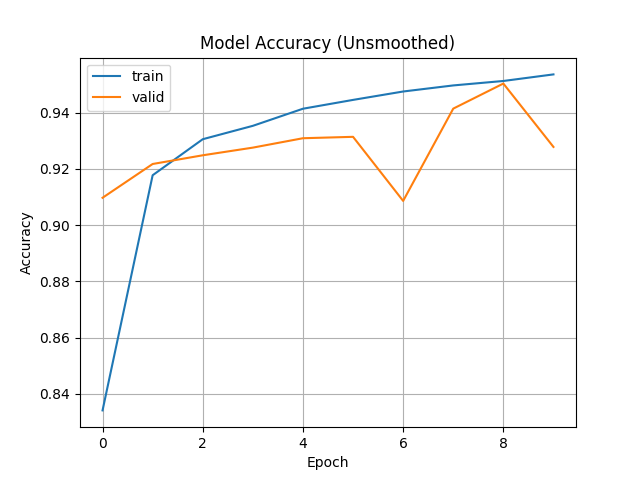 Model Accuracy (Unsmoothed)
train
valid
0.94
0.92
0.90
0.88
0.86
0.84
Accuracy
0 2 4 6 8
Epoch